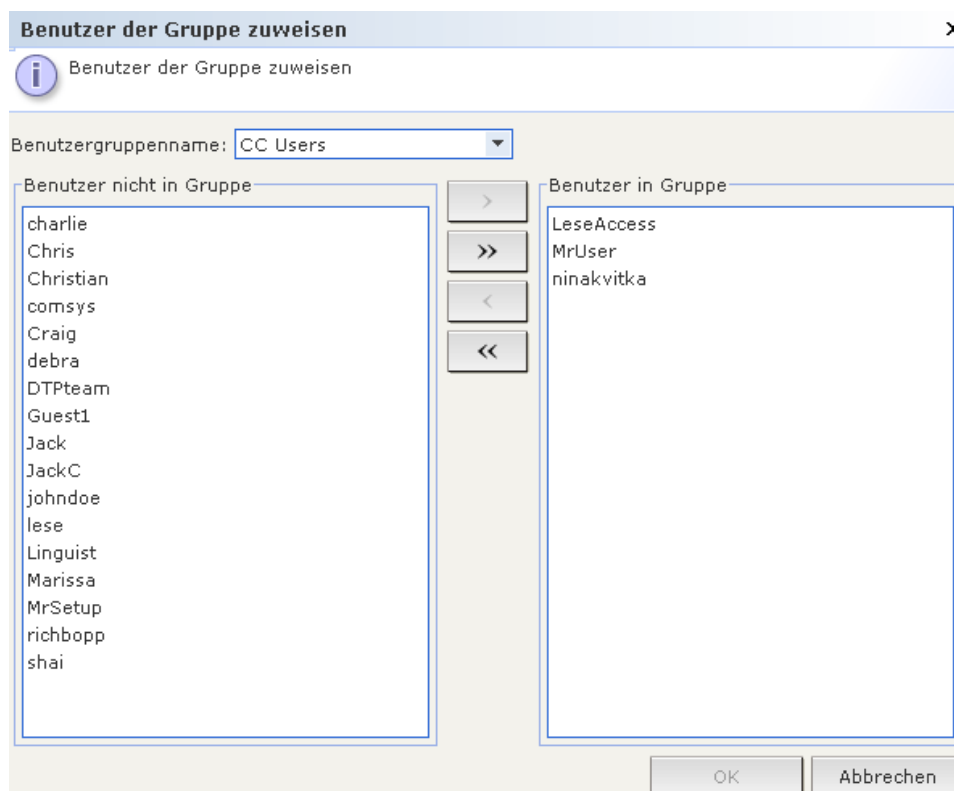 Benutzer der Gruppe zuweisen
Benutzer der Gruppe zuweisen
Benutzergruppenname: CC Users
Benutzer nicht in Gruppe
charlie
Chris
Christian
comsys
Craig
debra
DTPteam
Guest1
Jack
JackC
johndoe
lese
Linguist
Marissa
MrSetup
richbopp
shai
>
>>
<
<<
Benutzer in Gruppe
LeseAccess
MrUser
ninakvitka
OK
Abbrechen